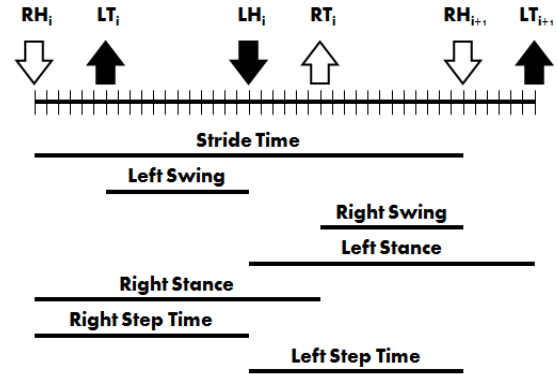 RHᵢ LTᵢ LHᵢ RTᵢ RHᵢ₊₁ LTᵢ₊₁
Stride Time
Left Swing
Right Swing
Left Stance
Right Stance
Right Step Time
Left Step Time